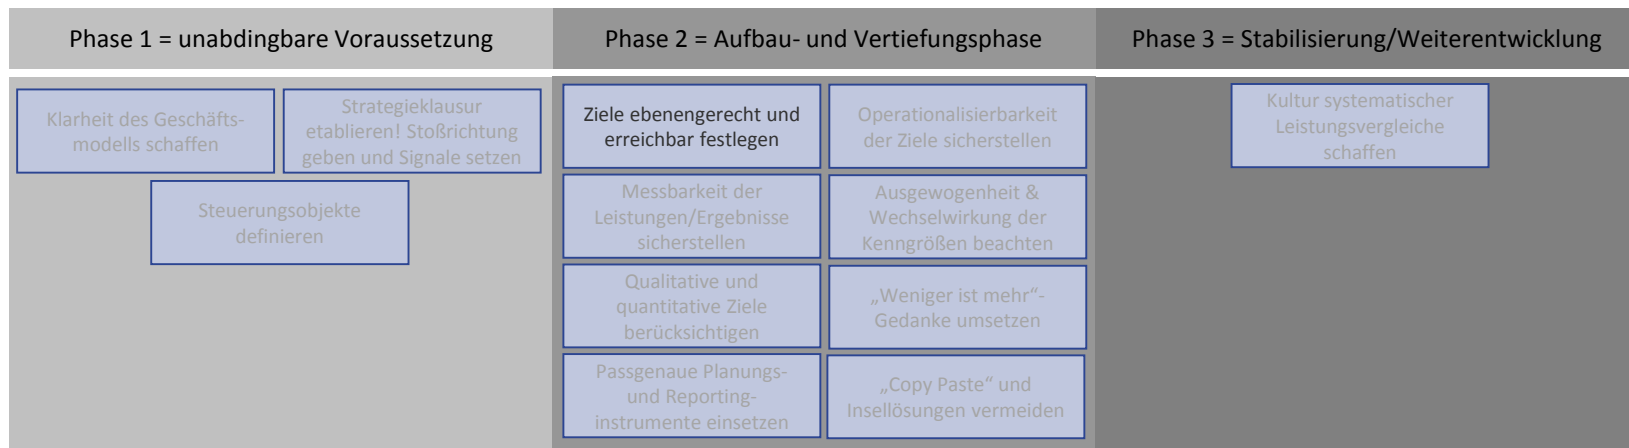 Phase 1 = unabdingbare Voraussetzung
Phase 2 = Aufbau- und Vertiefungsphase
Phase 3 = Stabilisierung/Weiterentwicklung
Klarheit des Geschäfts-
modells schaffen
Strategieklausur
etablieren! Stoßrichtung
geben und Signale setzen
Steuerungsobjekte
definieren
Ziele ebenengerecht und
erreichbar festlegen
Operationalisierbarkeit
der Ziele sicherstellen
Messbarkeit der
Leistungen/Ergebnisse
sicherstellen
Ausgewogenheit &
Wechselwirkung der
Kenngrößen beachten
Qualitative und
quantitative Ziele
berücksichtigen
„Weniger ist mehr“-
Gedanke umsetzen
Passgenaue Planungs-
und Reporting-
instrumente einsetzen
„Copy Paste“ und
Insellösungen vermeiden
Kultur systematischer
Leistungsvergleiche
schaffen